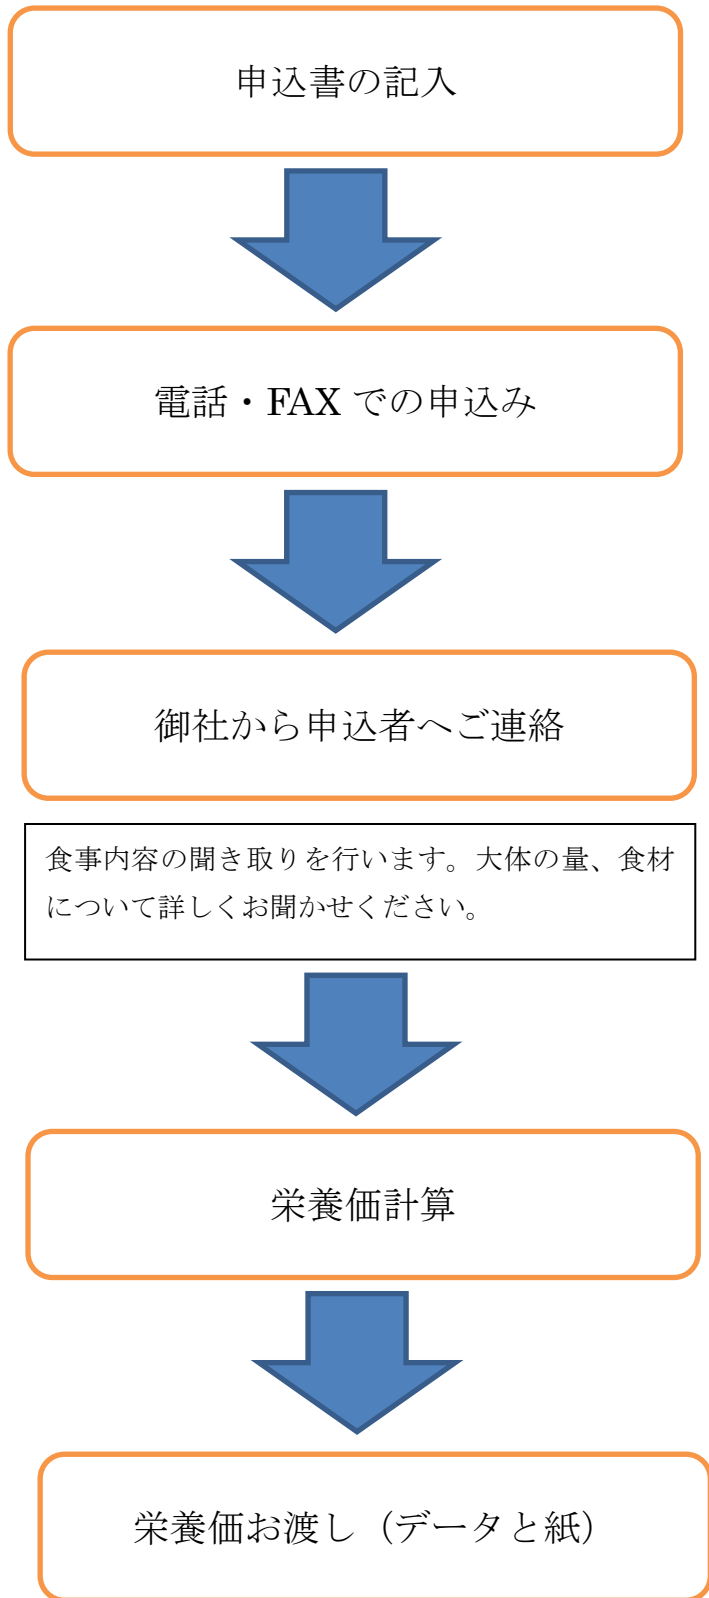 申込書の記入
電話・FAX での申込み
御社から申込者へご連絡
食事内容の聞き取りを行います。大体の量、食材
について詳しくお聞かせください。
栄養価計算
栄養価お渡し（データと紙）